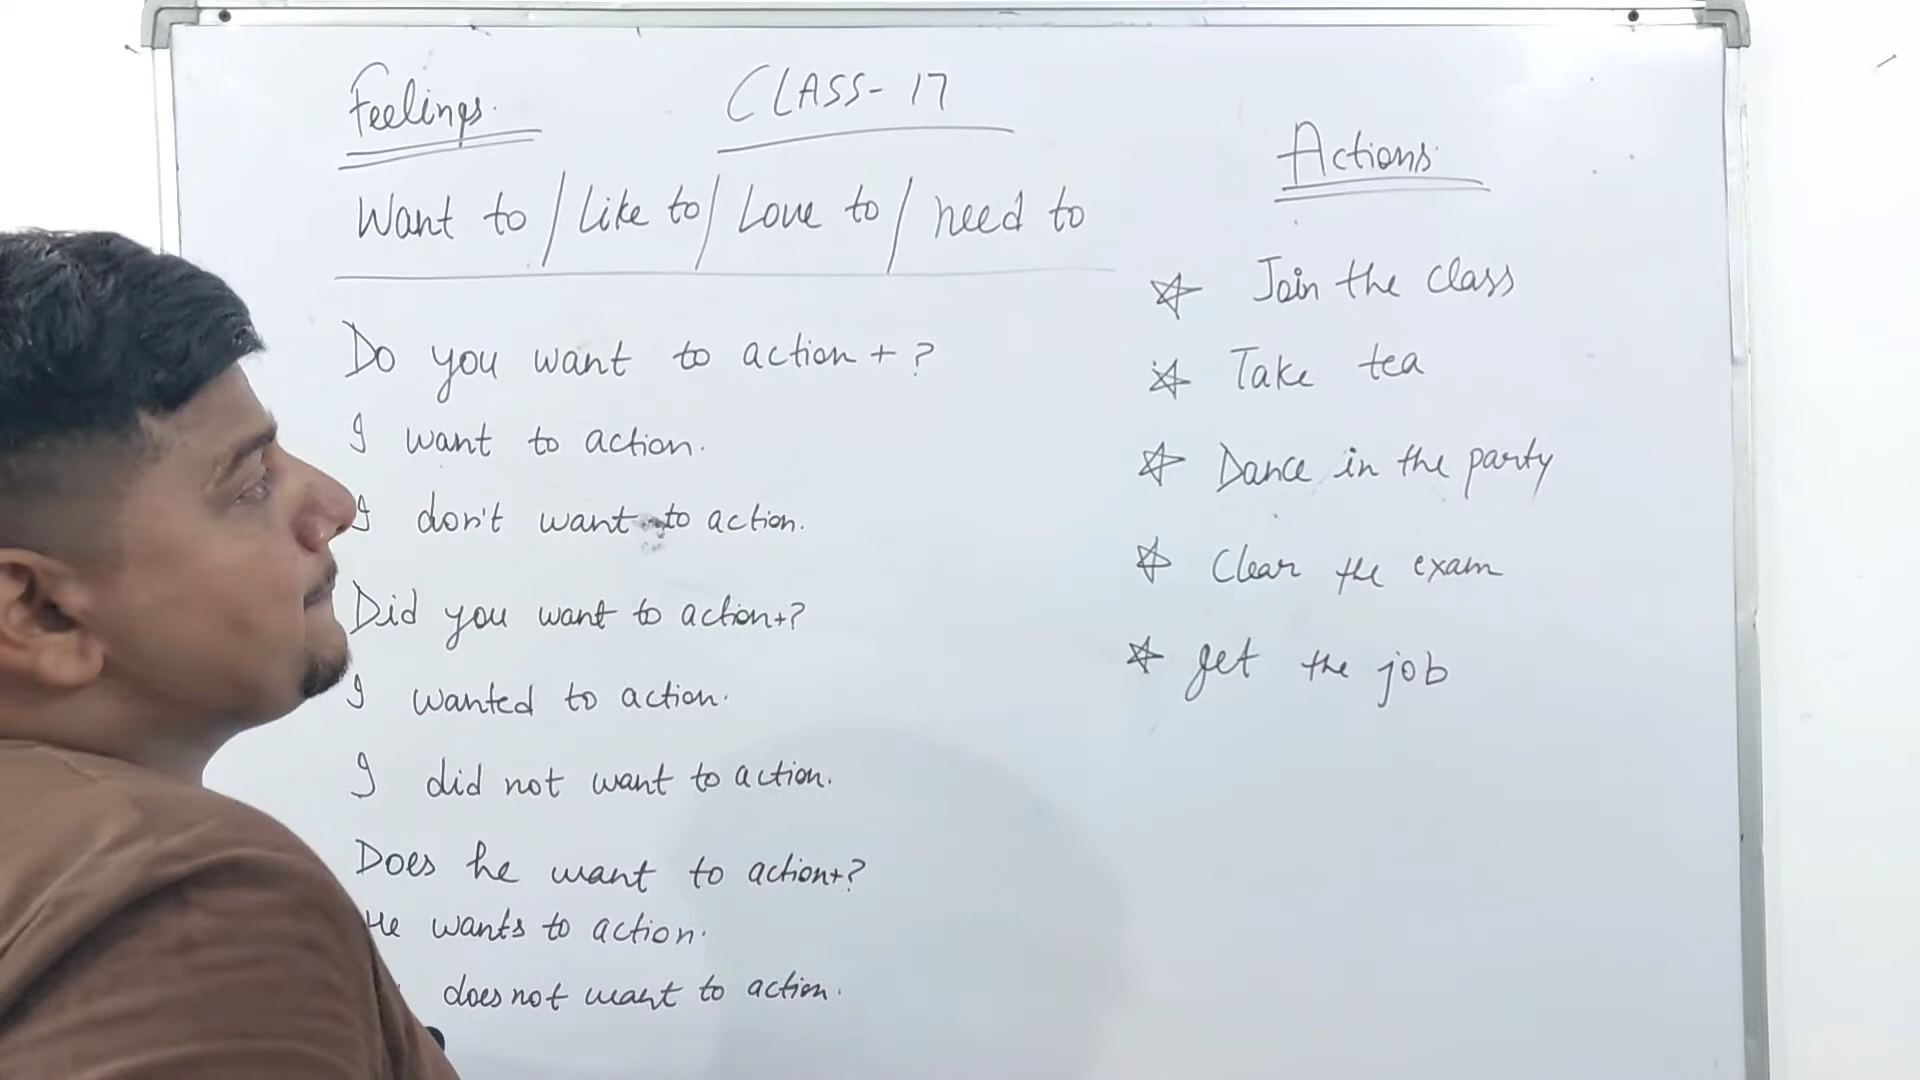 Feelings.
CLASS-17
Want to / Like to / Love to / need to
Do you want to action + ?
I want to action.
I don't want to action.
Did you want to action+?
I wanted to action.
I did not want to action.
Does he want to action+?
He wants to action.
does not want to action.
Actions
Join the class
Take tea
Dance in the party
Clear the exam
get the job